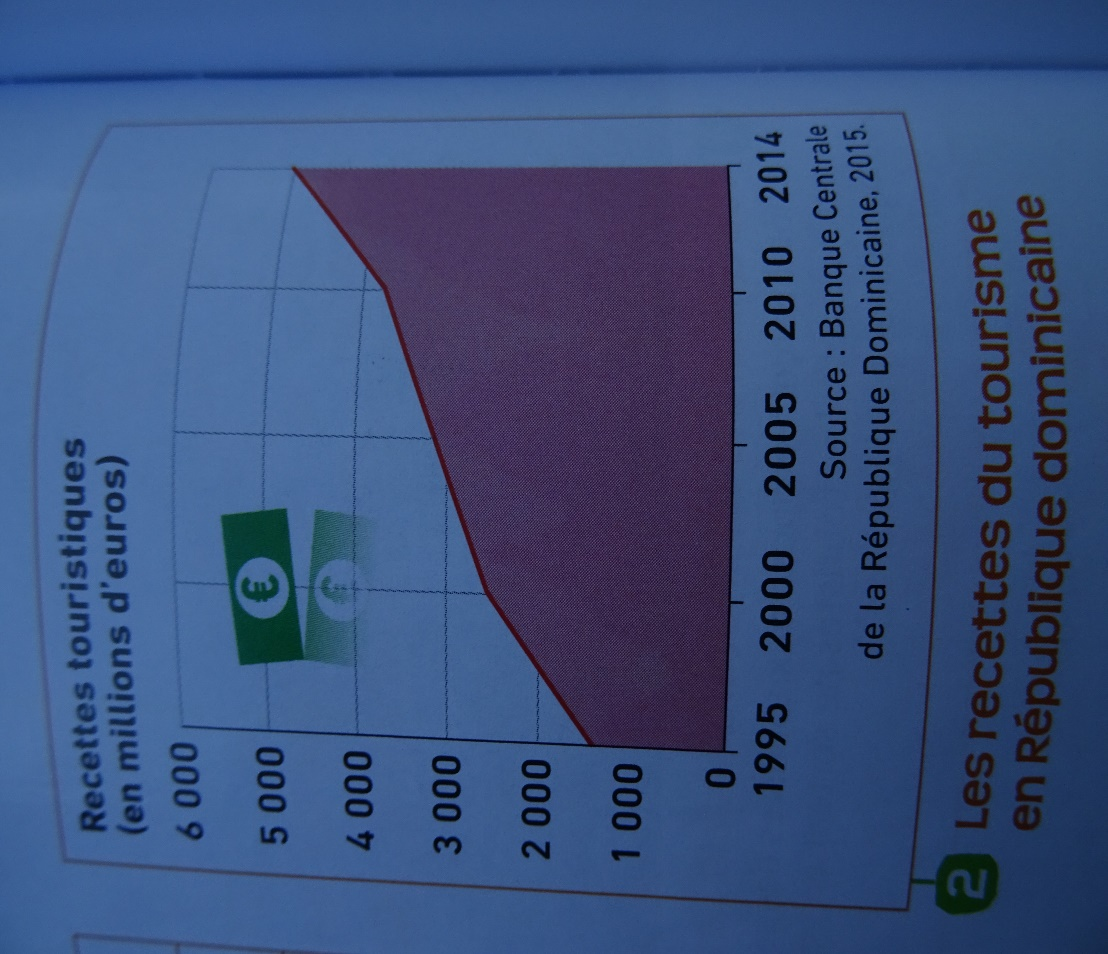 Recettes touristiques
(en millions d'euros)
6 000
5 000
4 000
3 000
2 000
1 000
0
1995 2000 2005 2010 2014
€
€
Source : Banque Centrale
de la République Dominicaine, 2015.
2 Les recettes du tourisme
en République dominicaine